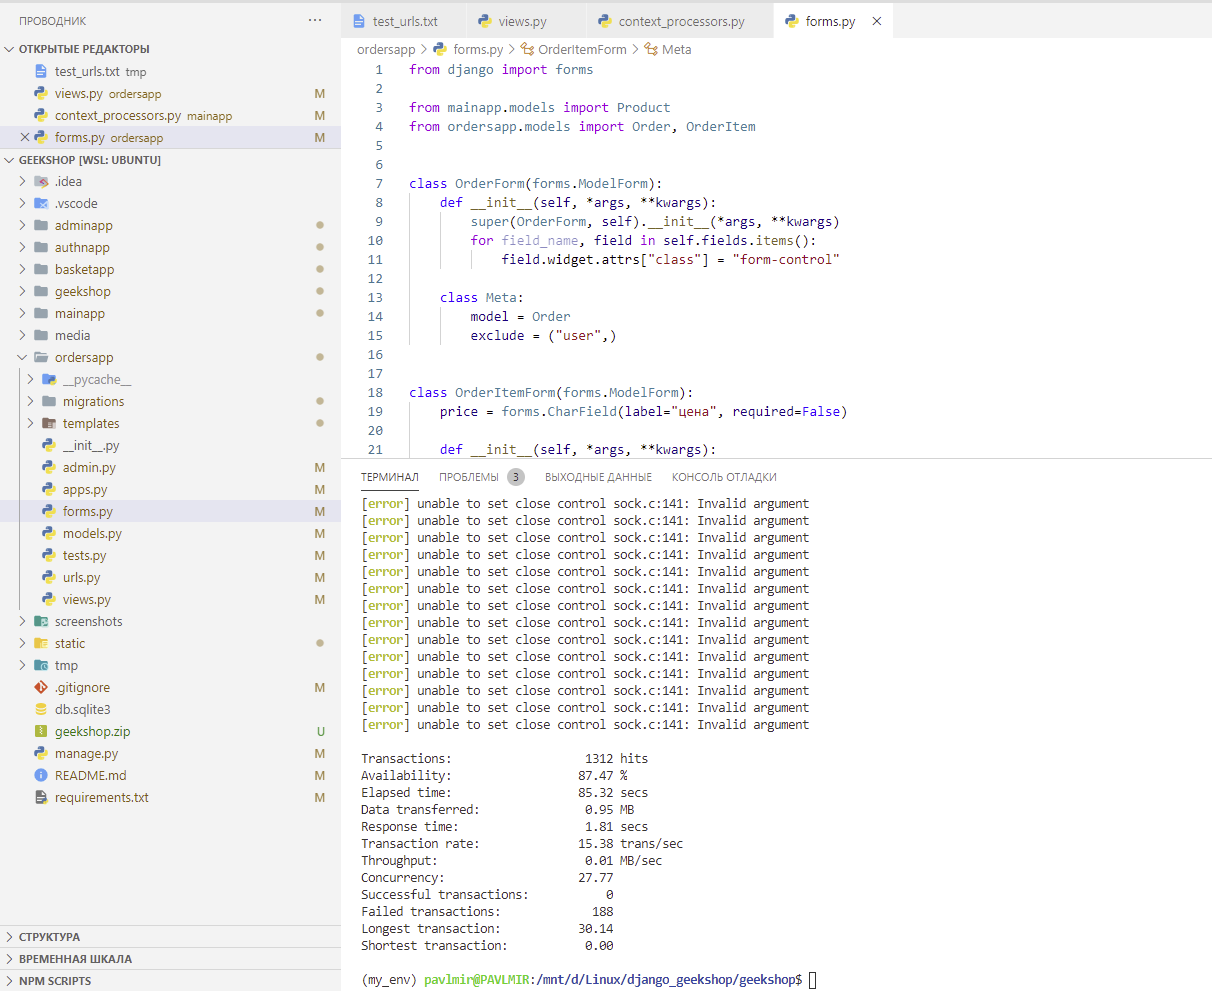 ПРОВОДНИК ...
ОТКРЫТЫЕ РЕДАКТОРЫ
test_urls.txt tmp
views.py ordersapp M
context_processors.py mainapp M
forms.py ordersapp M
GEEKSHOP [WSL: UBUNTU]
.idea
.vscode
adminapp
authnapp
basketapp
geekshop
mainapp
media
ordersapp
__pycache__
migrations
templates
__init__.py
admin.py M
apps.py M
forms.py M
models.py M
tests.py M
urls.py M
views.py M
screenshots
static
tmp
.gitignore M
db.sqlite3
geekshop.zip U
manage.py M
README.md M
requirements.txt M
СТРУКТУРА
ВРЕМЕННАЯ ШКАЛА
NPM SCRIPTS
test_urls.txt views.py context_processors.py forms.py
ordersapp > forms.py > OrderItemForm > Meta
1 from django import forms
2
3 from mainapp.models import Product
4 from ordersapp.models import Order, OrderItem
5
6
7 class OrderForm(forms.ModelForm):
8 def __init__(self, *args, **kwargs):
9 super(OrderForm, self).__init__(*args, **kwargs)
10 for field_name, field in self.fields.items():
11 field.widget.attrs["class"] = "form-control"
12
13 class Meta:
14 model = Order
15 exclude = ("user",)
16
17
18 class OrderItemForm(forms.ModelForm):
19 price = forms.CharField(label="цена", required=False)
20
21 def __init__(self, *args, **kwargs):
ТЕРМИНАЛ ПРОБЛЕМЫ 3 ВЫХОДНЫЕ ДАННЫЕ КОНСОЛЬ ОТЛАДКИ
[error] unable to set close control sock.c:141: Invalid argument
[error] unable to set close control sock.c:141: Invalid argument
[error] unable to set close control sock.c:141: Invalid argument
[error] unable to set close control sock.c:141: Invalid argument
[error] unable to set close control sock.c:141: Invalid argument
[error] unable to set close control sock.c:141: Invalid argument
[error] unable to set close control sock.c:141: Invalid argument
[error] unable to set close control sock.c:141: Invalid argument
[error] unable to set close control sock.c:141: Invalid argument
[error] unable to set close control sock.c:141: Invalid argument
[error] unable to set close control sock.c:141: Invalid argument
[error] unable to set close control sock.c:141: Invalid argument
[error] unable to set close control sock.c:141: Invalid argument
[error] unable to set close control sock.c:141: Invalid argument
Transactions: 1312 hits
Availability: 87.47 %
Elapsed time: 85.32 secs
Data transferred: 0.95 MB
Response time: 1.81 secs
Transaction rate: 15.38 trans/sec
Throughput: 0.01 MB/sec
Concurrency: 27.77
Successful transactions: 0
Failed transactions: 188
Longest transaction: 30.14
Shortest transaction: 0.00
(my_env) pavlmir@PAVLMIR:/mnt/d/Linux/django_geekshop/geekshop$